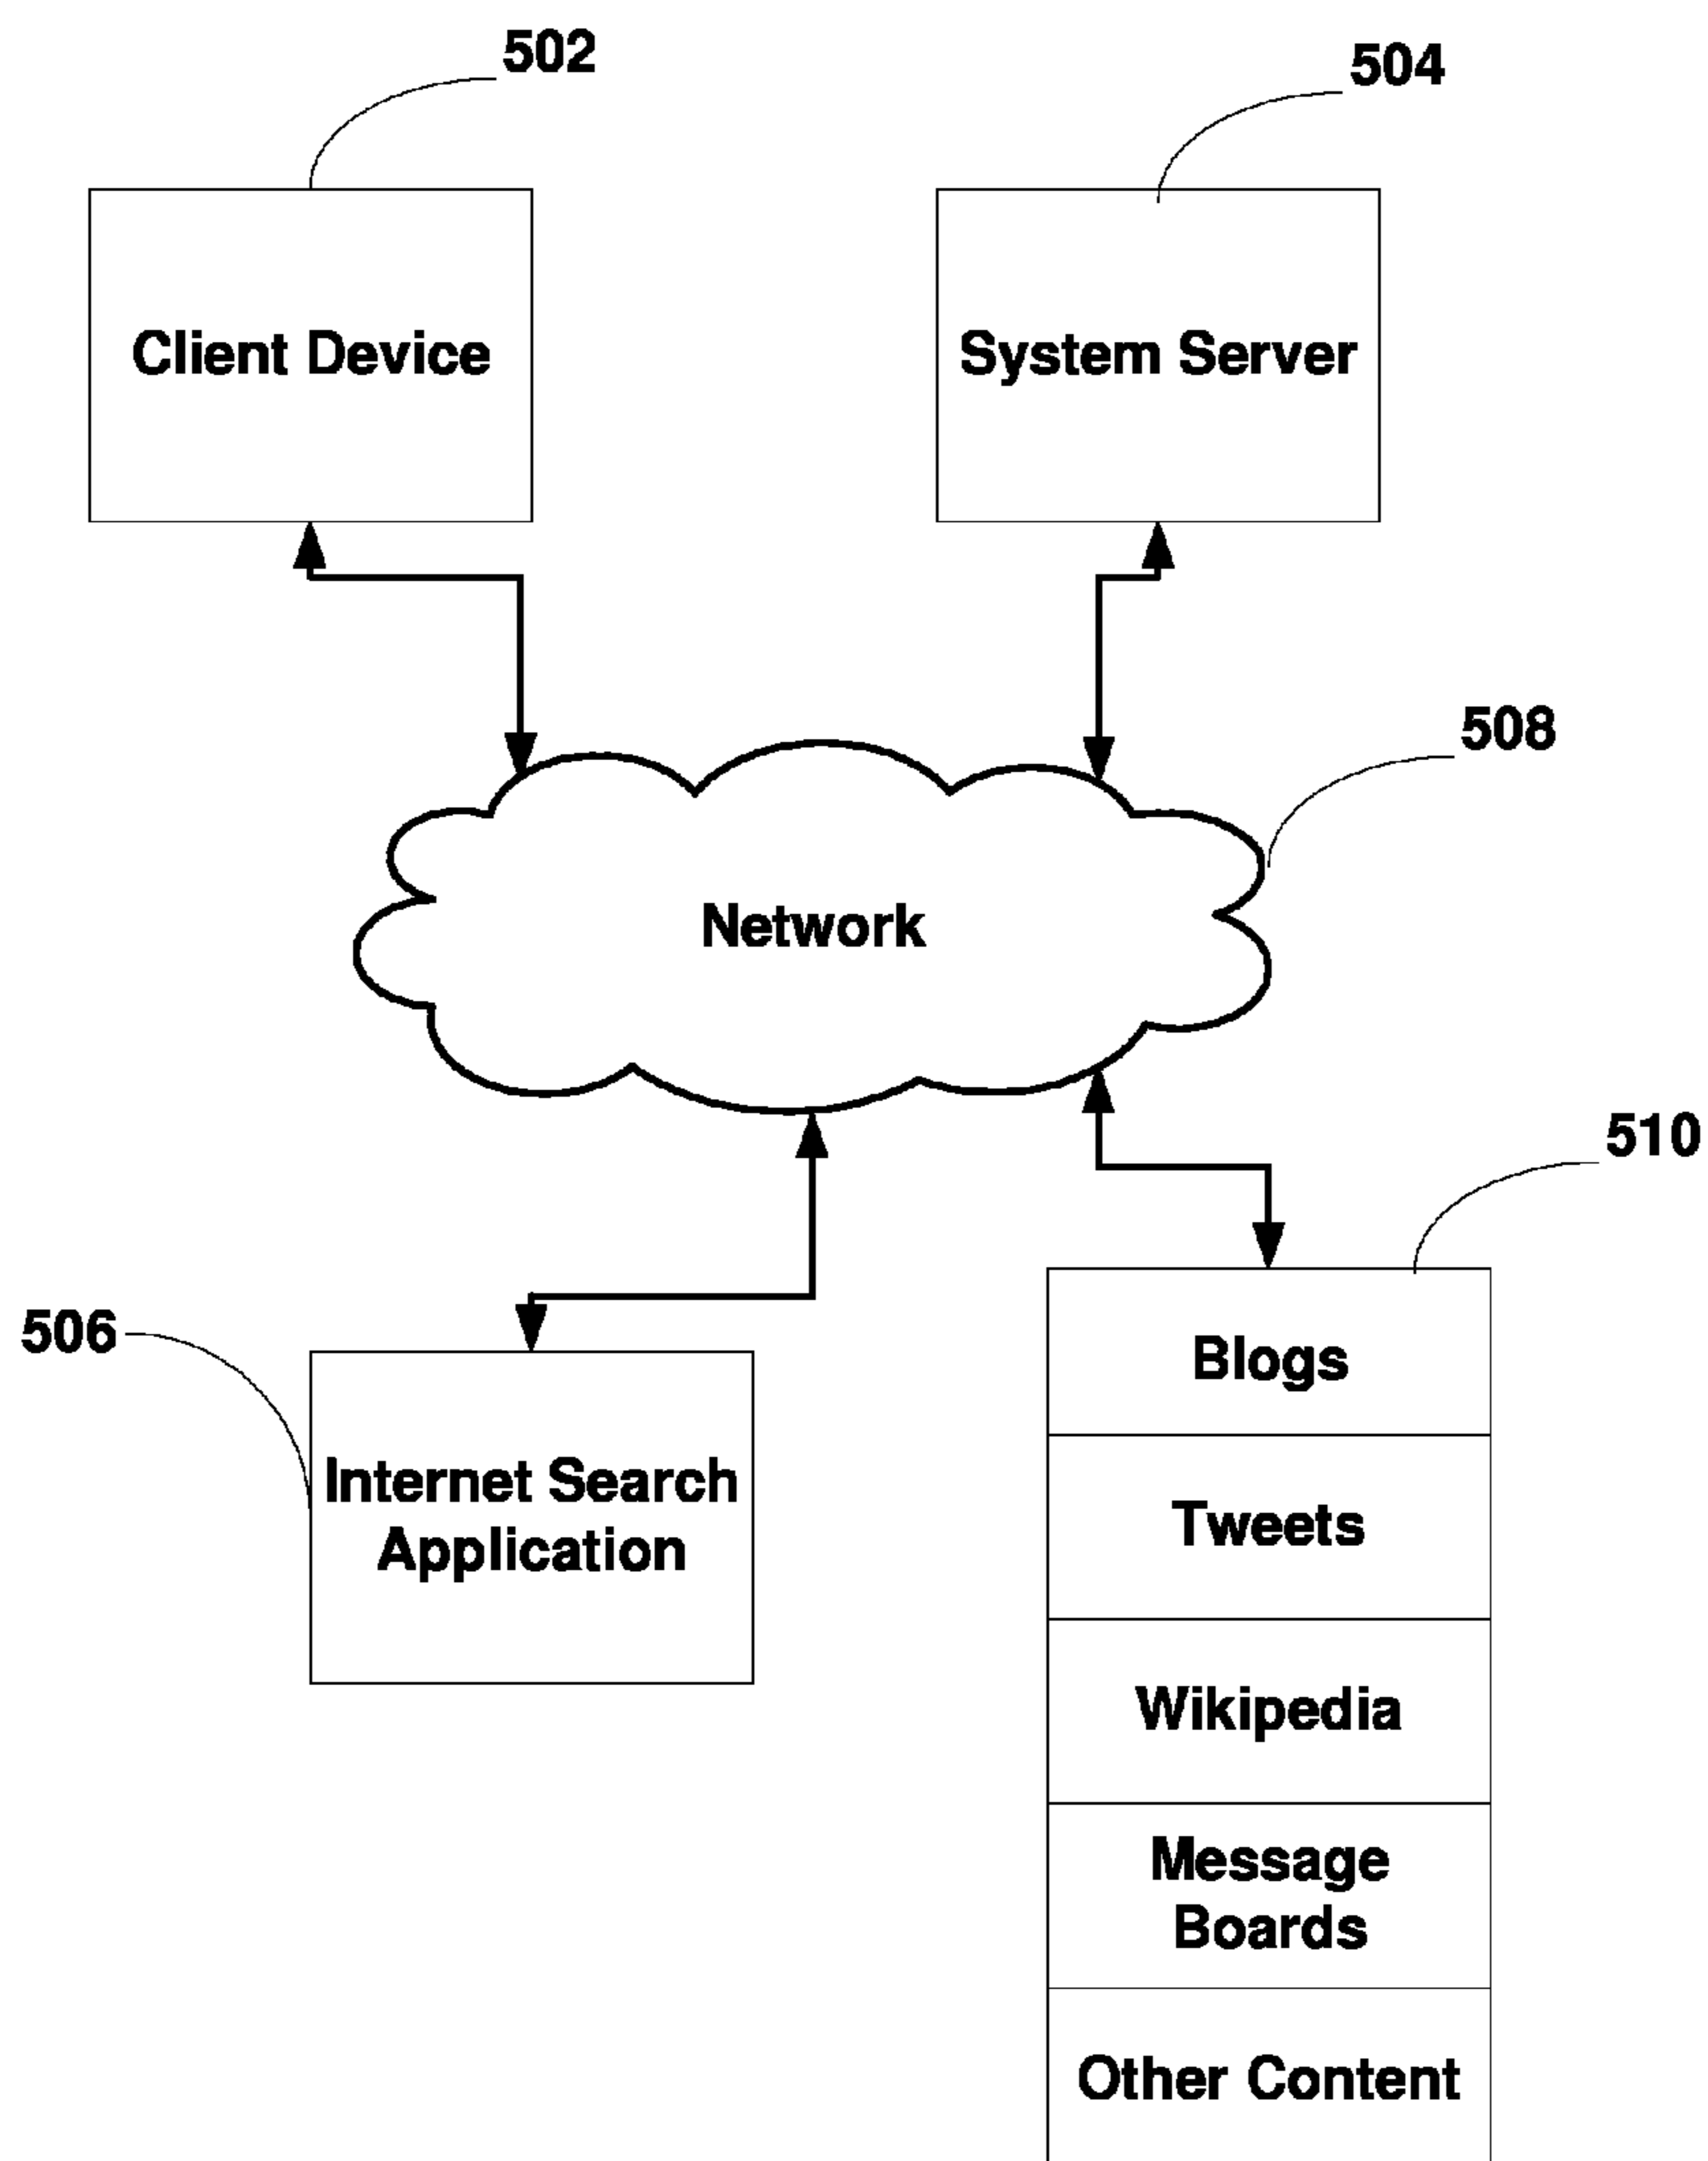 502
504
Client Device
System Server
508
Network
510
506
Blogs
Internet Search
Application
Tweets
Wikipedia
Message
Boards
Other Content